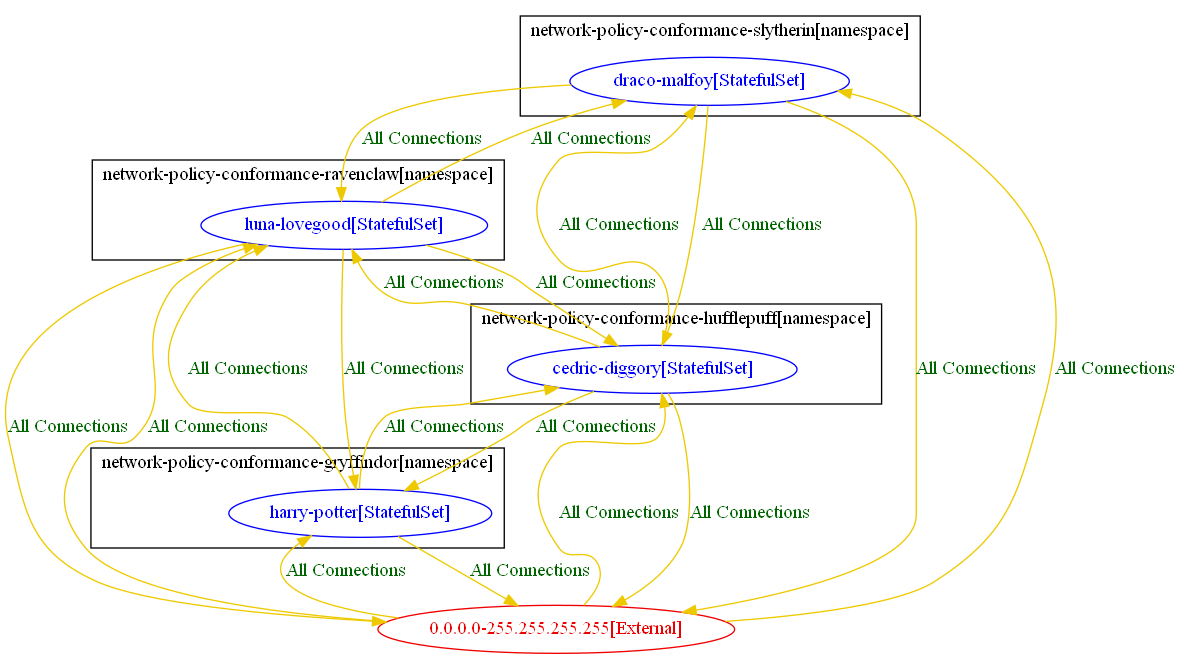 network-policy-conformance-slytherin[namespace]
draco-malfoy[StatefulSet]
All Connections
All Connections
network-policy-conformance-ravenclaw[namespace]
luna-lovegood[StatefulSet]
All Connections
All Connections
All Connections
All Connections
network-policy-conformance-hufflepuff[namespace]
cedric-diggory[StatefulSet]
All Connections
All Connections
All Connections
All Connections
All Connections
All Connections
All Connections
All Connections
network-policy-conformance-gryffindor[namespace]
harry-potter[StatefulSet]
All Connections
All Connections
All Connections
All Connections
0.0.0.0-255.255.255.255[External]